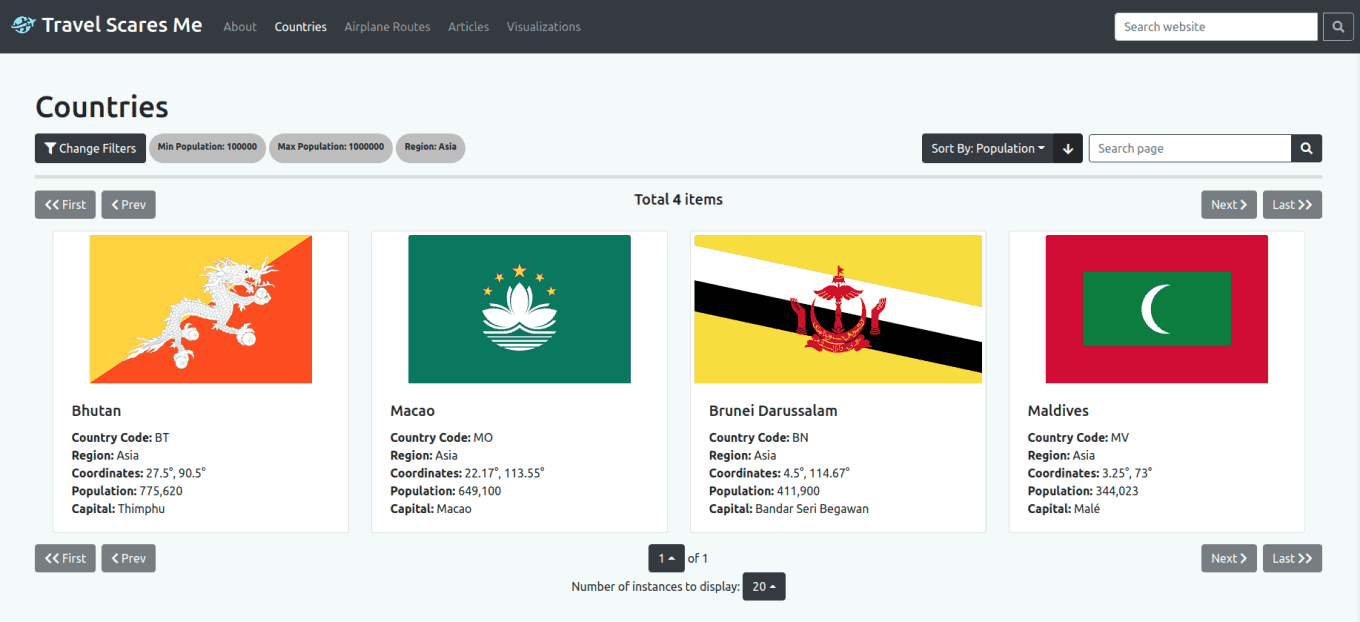 Travel Scares Me About Countries Airplane Routes Articles Visualizations Search website
Countries
Change Filters Min Population: 100000 Max Population: 1000000 Region: Asia Sort By: Population Search page
First Prev Total 4 items Next Last
Bhutan
Country Code: BT
Region: Asia
Coordinates: 27.5°, 90.5°
Population: 775,620
Capital: Thimphu
Macao
Country Code: MO
Region: Asia
Coordinates: 22.17°, 113.55°
Population: 649,100
Capital: Macao
Brunei Darussalam
Country Code: BN
Region: Asia
Coordinates: 4.5°, 114.67°
Population: 411,900
Capital: Bandar Seri Begawan
Maldives
Country Code: MV
Region: Asia
Coordinates: 3.25°, 73°
Population: 344,023
Capital: Malé
First Prev 1 of 1 Next Last
Number of instances to display: 20